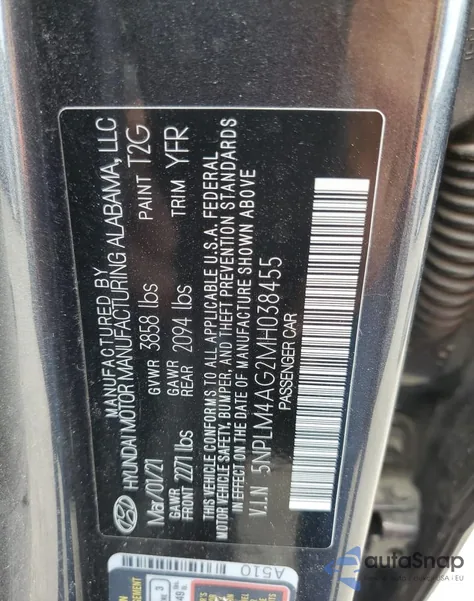 MANUFACTURED BY
HYUNDAI MOTOR MANUFACTURING ALABAMA, LLC
Mar/01/21 GVWR 3858 lbs PAINT T2G
GAWR FRONT 2271 lbs GAWR REAR 2094 lbs TRIM YFR
THIS VEHICLE CONFORMS TO ALL APPLICABLE U.S.A. FEDERAL
MOTOR VEHICLE SAFETY, BUMPER, AND THEFT PREVENTION STANDARDS
IN EFFECT ON THE DATE OF MANUFACTURE SHOWN ABOVE
V.I.N 5NPLM4AG2MH038455
PASSENGER CAR
A510
3
autoSnap